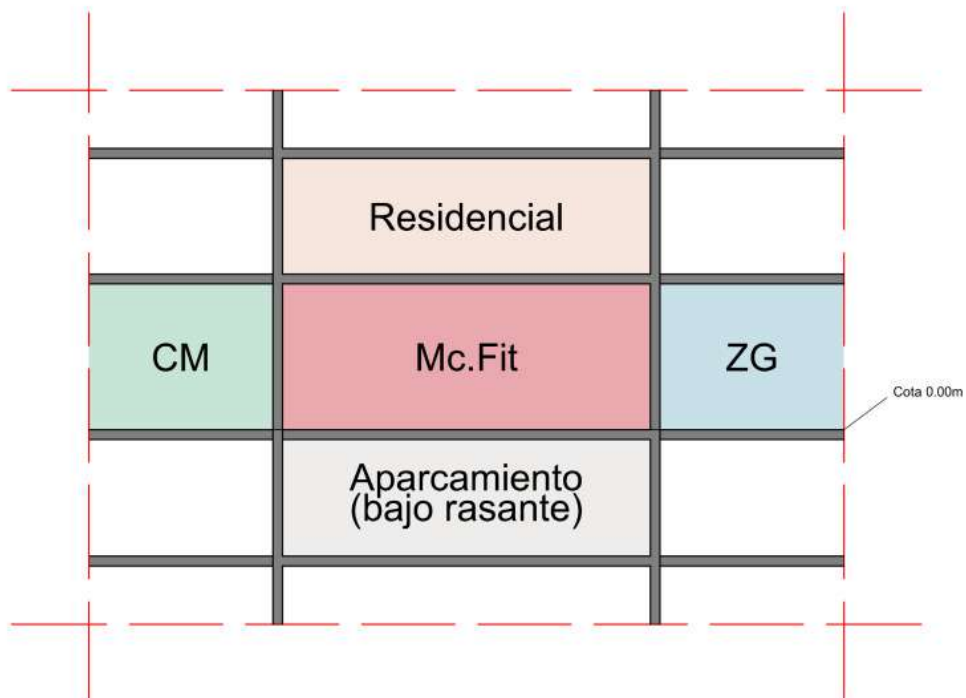 Residencial
CM
Mc.Fit
ZG
Cota 0.00m
Aparcamiento
(bajo rasante)